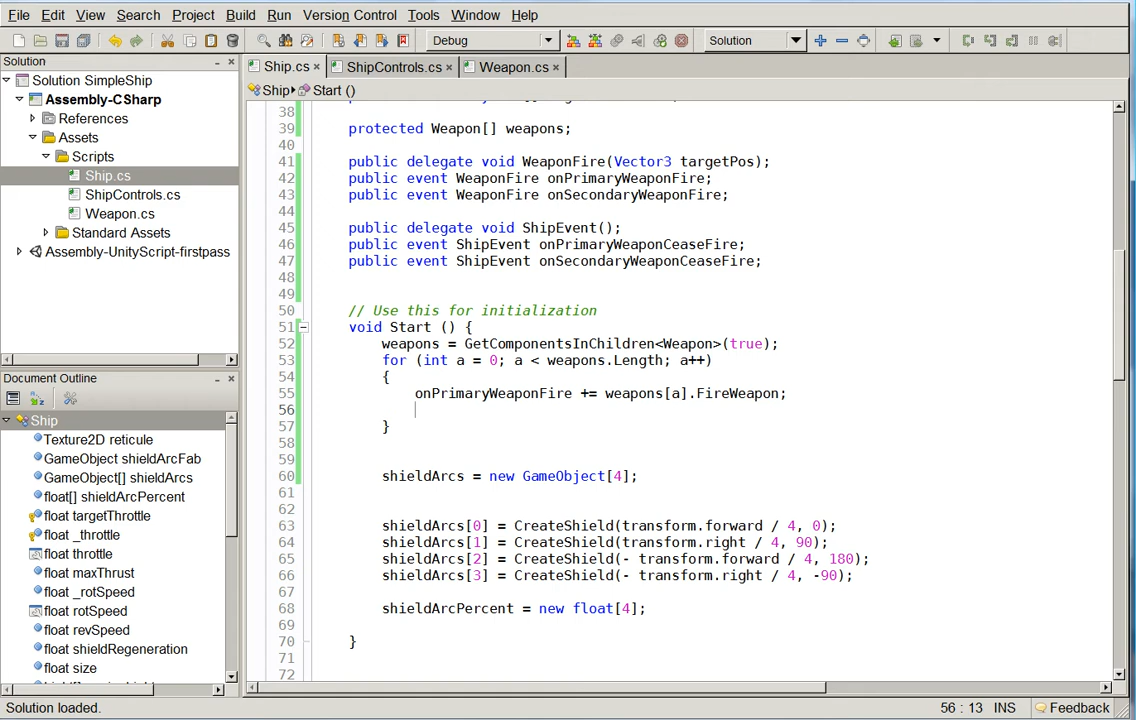 File Edit View Search Project Build Run Version Control Tools Window Help
Debug Solution
Solution
Ship.cs ShipControls.cs Weapon.cs
Ship Start ()
Solution SimpleShip
Assembly-CSharp
References
Assets
Scripts
Ship.cs
ShipControls.cs
Weapon.cs
Standard Assets
Assembly-UnityScript-firstpass
Document Outline
Ship
Texture2D reticule
GameObject shieldArcFab
GameObject[] shieldArcs
float[] shieldArcPercent
float targetThrottle
float _throttle
float throttle
float maxThrust
float _rotSpeed
float rotSpeed
float revSpeed
float shieldRegeneration
float size
38
39 protected Weapon[] weapons;
40
41 public delegate void WeaponFire(Vector3 targetPos);
42 public event WeaponFire onPrimaryWeaponFire;
43 public event WeaponFire onSecondaryWeaponFire;
44
45 public delegate void ShipEvent();
46 public event ShipEvent onPrimaryWeaponCeaseFire;
47 public event ShipEvent onSecondaryWeaponCeaseFire;
48
49
50 // Use this for initialization
51 void Start () {
52 weapons = GetComponentsInChildren<Weapon>(true);
53 for (int a = 0; a < weapons.Length; a++)
54 {
55 onPrimaryWeaponFire += weapons[a].FireWeapon;
56
57 }
58
59
60 shieldArcs = new GameObject[4];
61
62
63 shieldArcs[0] = CreateShield(transform.forward / 4, 0);
64 shieldArcs[1] = CreateShield(transform.right / 4, 90);
65 shieldArcs[2] = CreateShield(- transform.forward / 4, 180);
66 shieldArcs[3] = CreateShield(- transform.right / 4, -90);
67
68 shieldArcPercent = new float[4];
69
70 }
71
72
Solution loaded. 56 : 13 INS Feedback